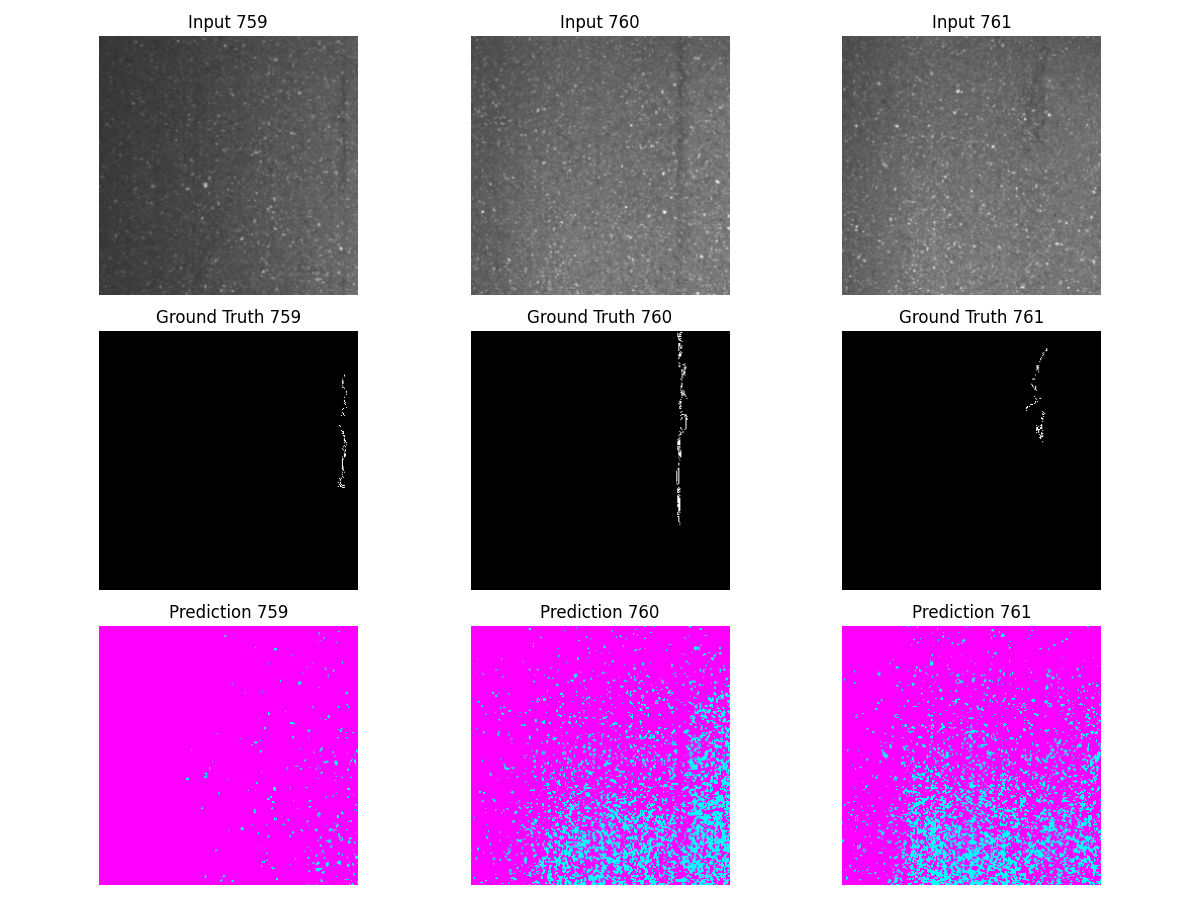 Input 759
Input 760
Input 761
Ground Truth 759
Ground Truth 760
Ground Truth 761
Prediction 759
Prediction 760
Prediction 761